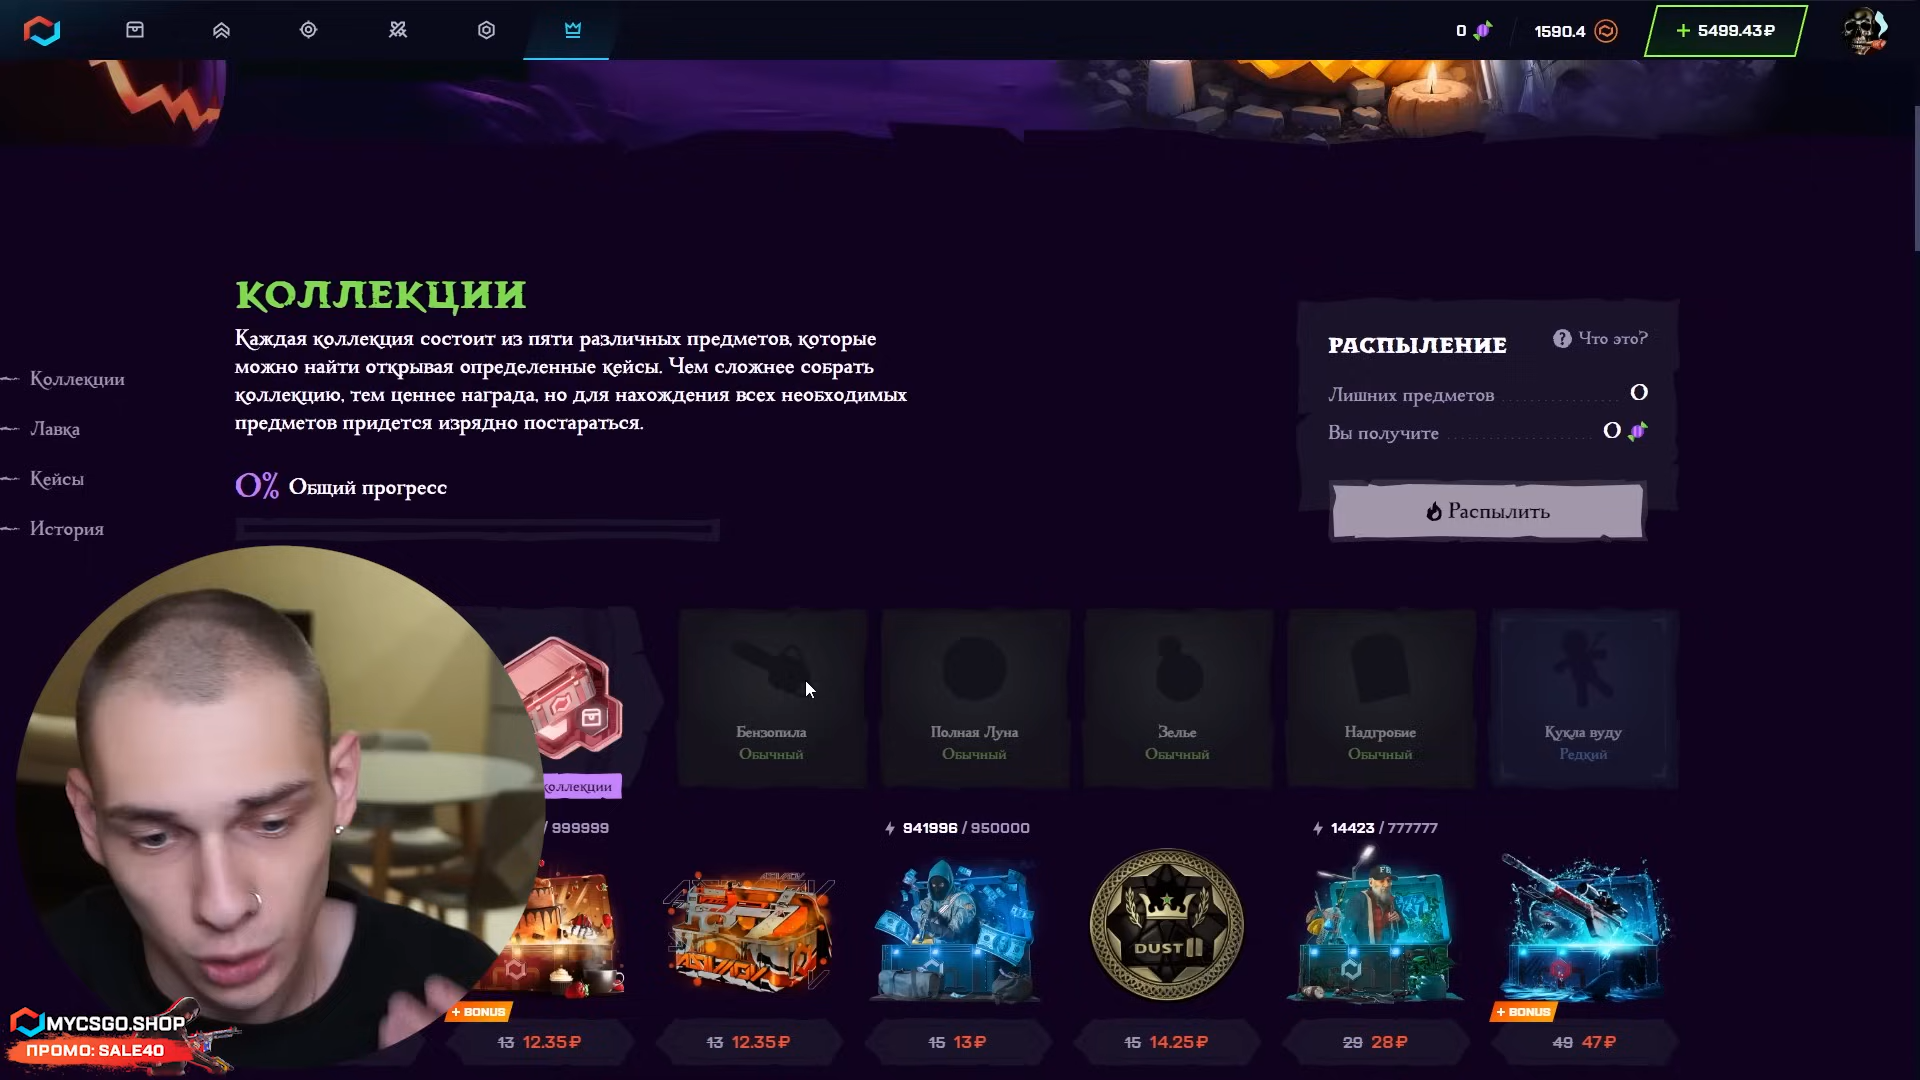 0
1590.4
+ 5499.43₽
КОЛЛЕКЦИИ
Каждая коллекция состоит из пяти различных предметов, которые
можно найти открывая определенные кейсы. Чем сложнее собрать
коллекцию, тем ценнее награда, но для нахождения всех необходимых
предметов придется изрядно постараться.
0% Общий прогресс
Коллекции
Лавка
Кейсы
История
РАСПЫЛЕНИЕ
? Что это?
Лишних предметов 0
Вы получите 0
Распылить
коллекции
Бензопила
Обычный
Полная Луна
Обычный
Зелье
Обычный
Надгробие
Обычный
Кукла вуду
Редкий
/ 999999
941996 / 950000
14423 / 777777
DUST II
FB
+ BONUS
+ BONUS
13 12.35₽
13 12.35₽
15 13₽
15 14.25₽
29 28₽
49 47₽
MYCSGO.SHOP
ПРОМО: SALE40